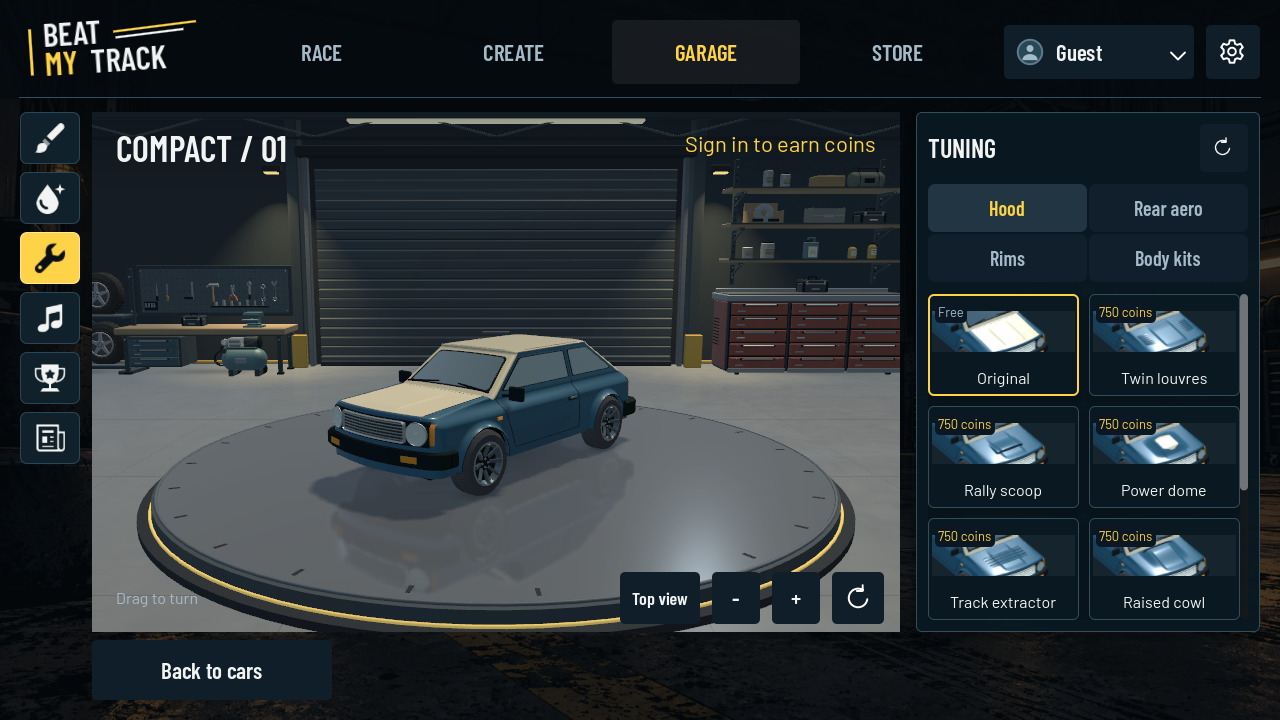 BEAT
MY TRACK
RACE
CREATE
GARAGE
STORE
Guest
COMPACT / 01
Sign in to earn coins
Drag to turn
Top view
-
+
Back to cars
TUNING
Hood
Rear aero
Rims
Body kits
Free
Original
750 coins
Twin louvres
750 coins
Rally scoop
750 coins
Power dome
750 coins
Track extractor
750 coins
Raised cowl